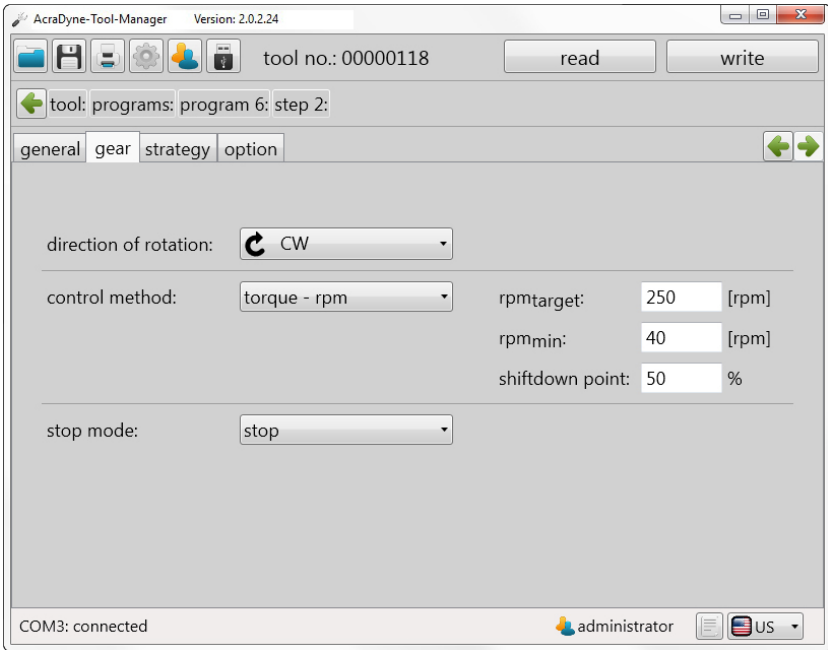 AcraDyne-Tool-Manager Version: 2.0.2.24
tool no.: 00000118 read write
tool: programs: program 6: step 2:
general gear strategy option
direction of rotation: CW
control method: torque - rpm rpmtarget: 250 [rpm]
rpmmin: 40 [rpm]
shiftdown point: 50 %
stop mode: stop
COM3: connected administrator US